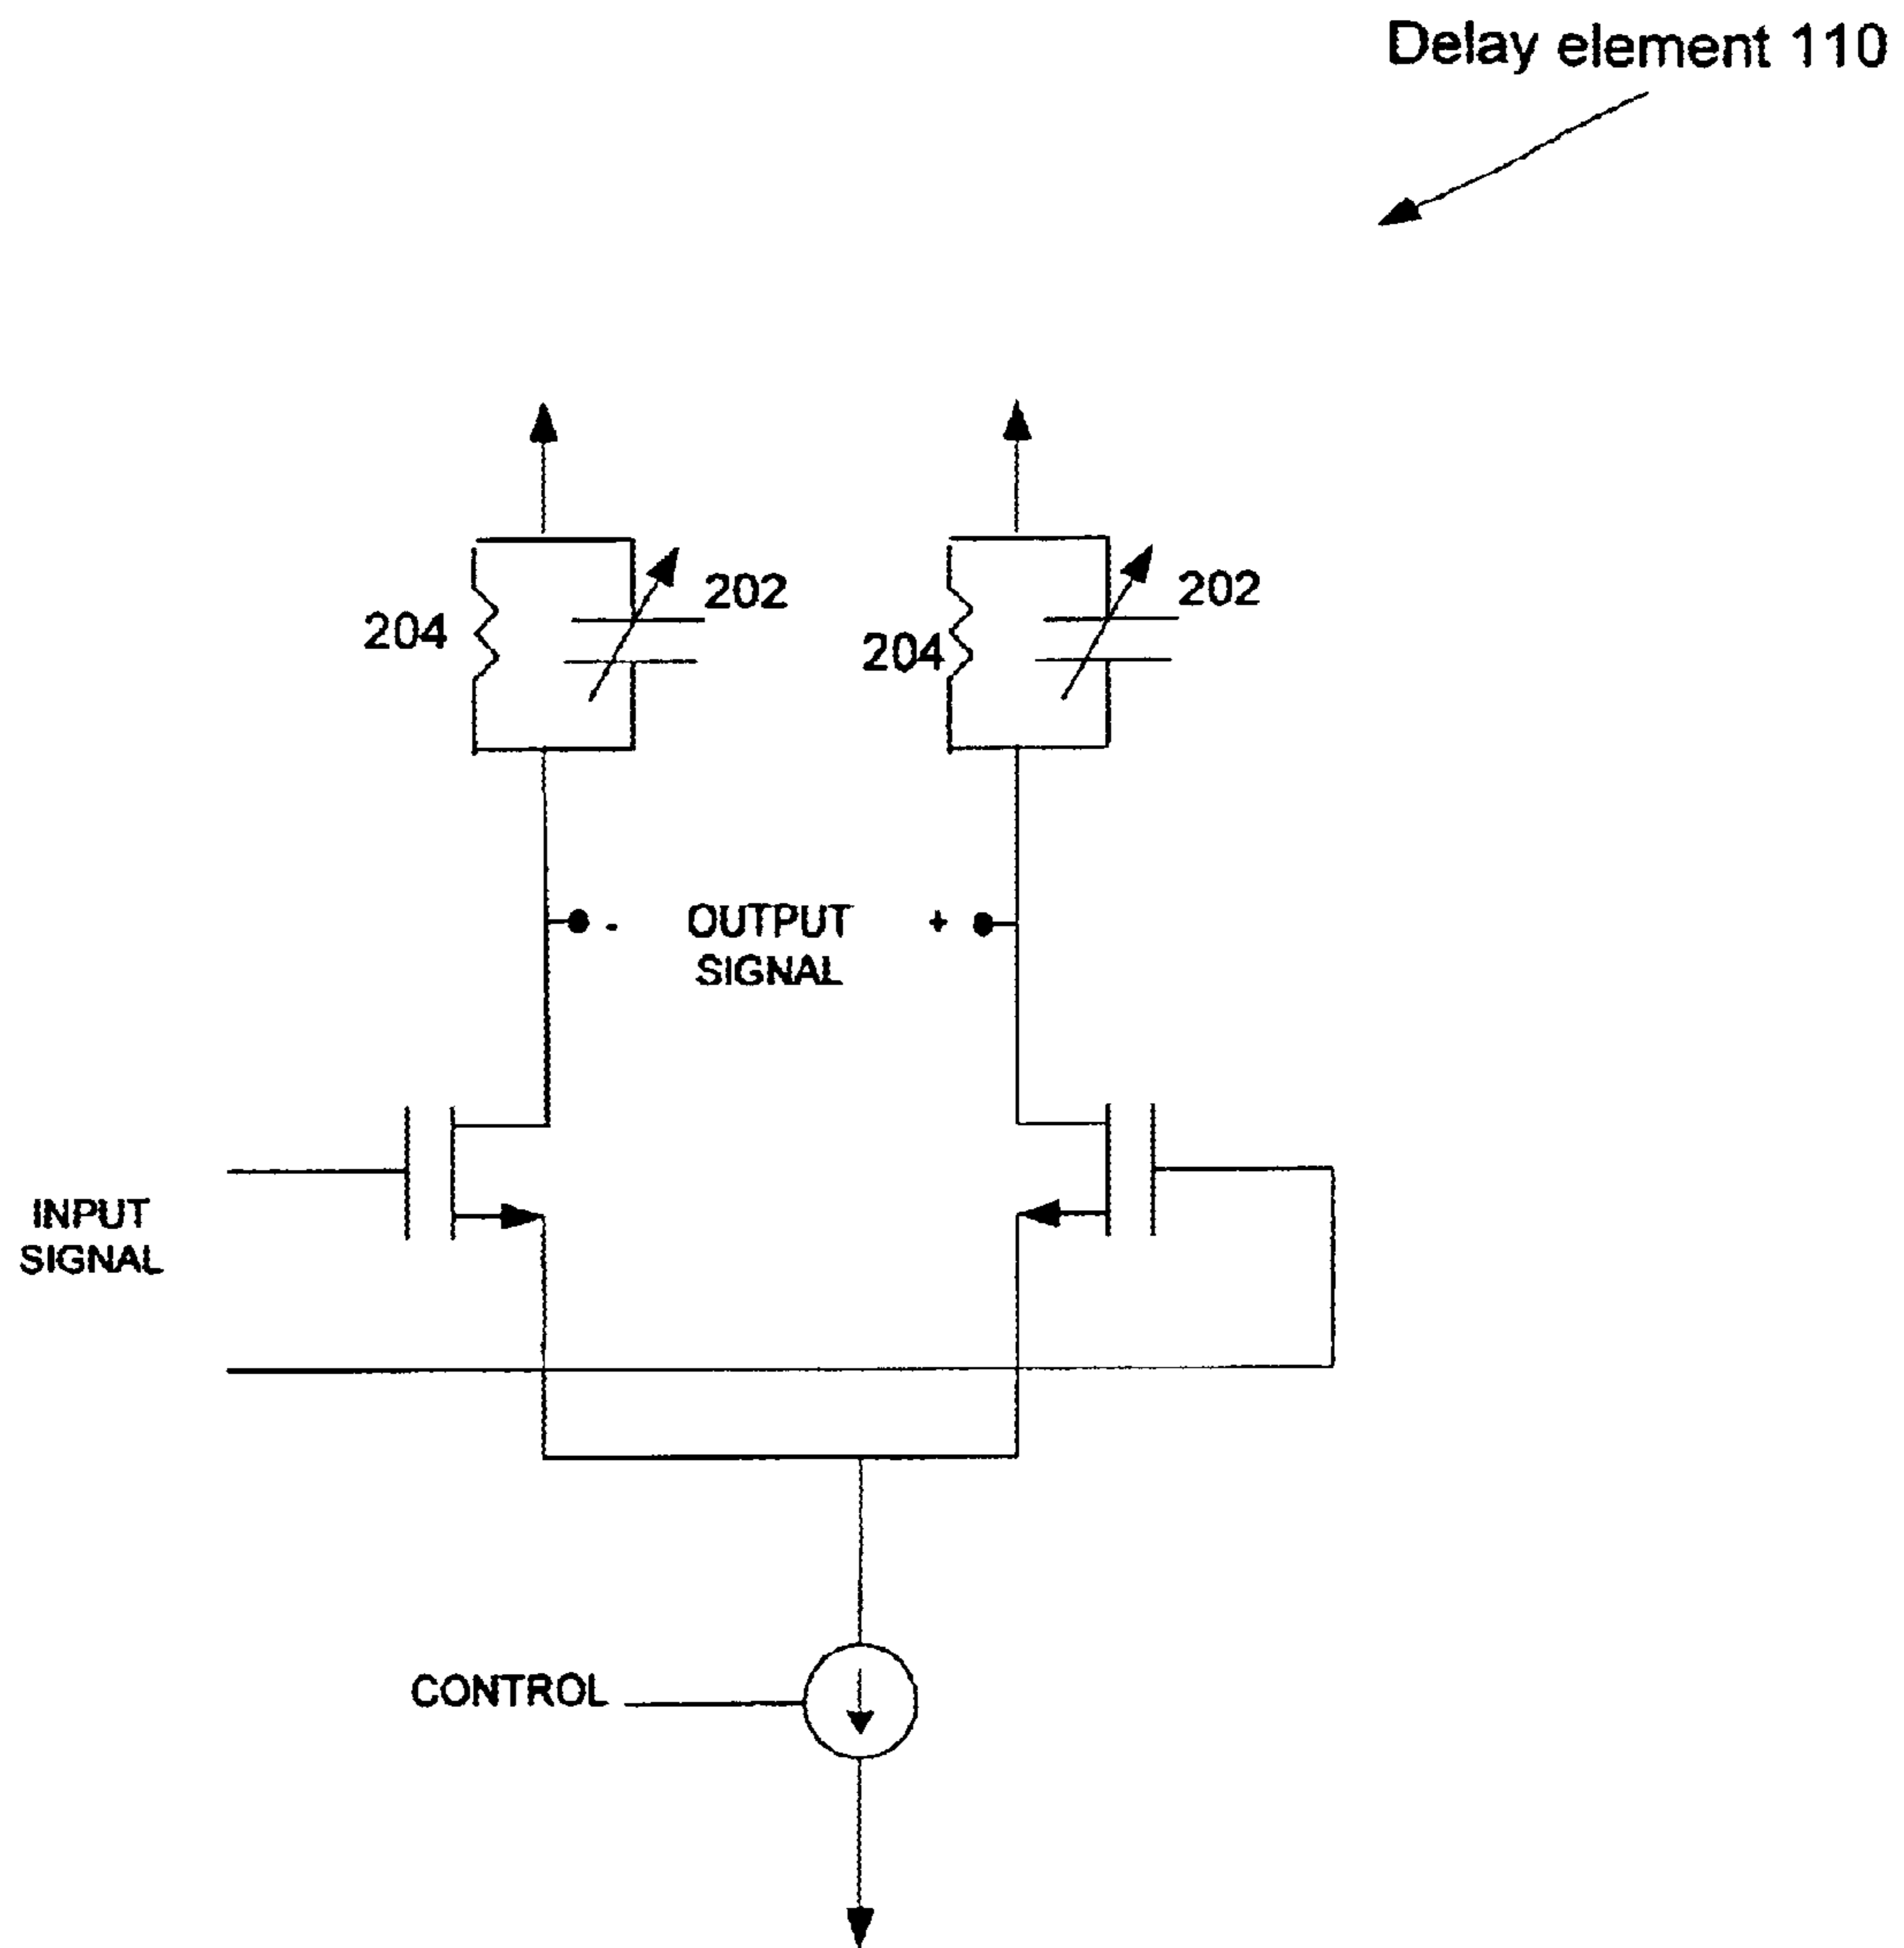 Delay element 110
202
202
204
204
- OUTPUT +
SIGNAL
INPUT
SIGNAL
CONTROL